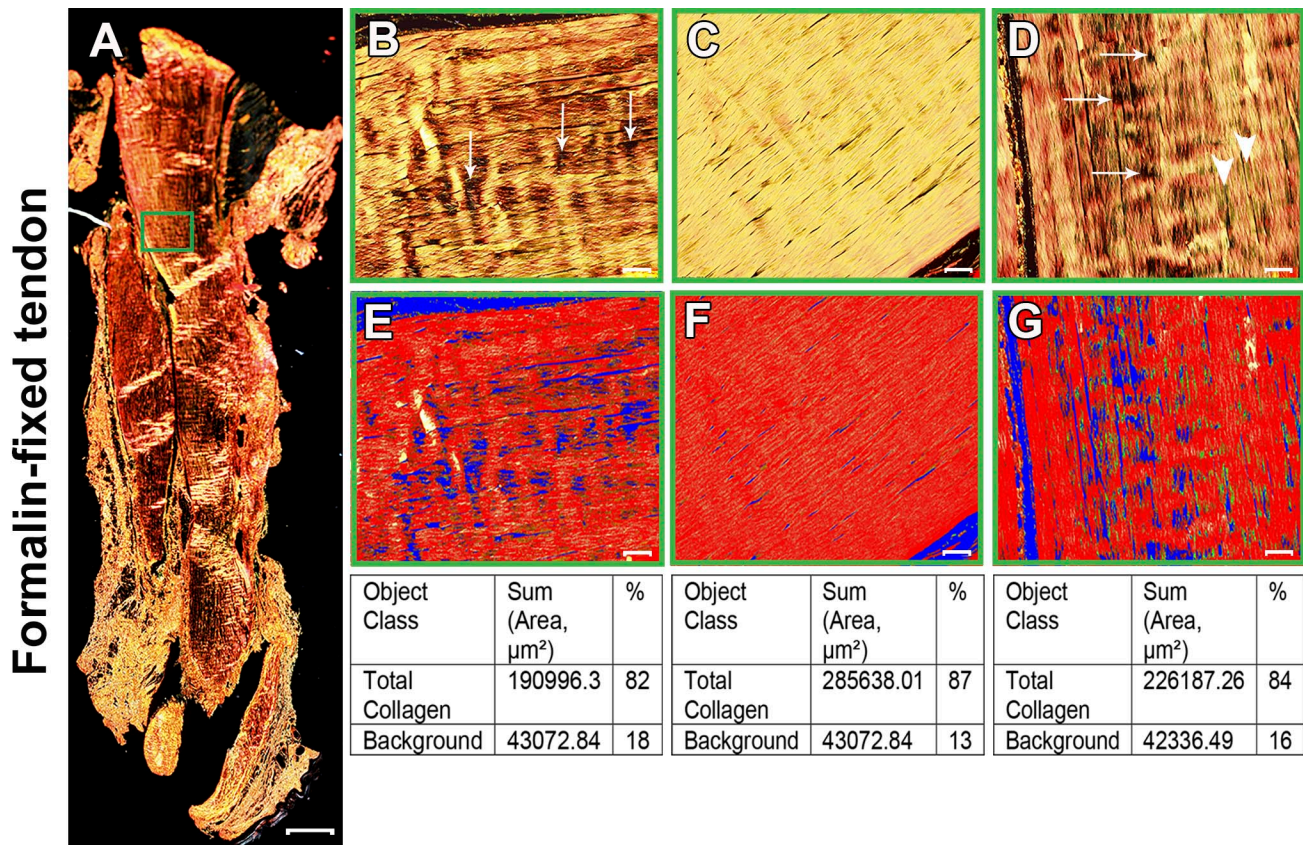 Formalin-fixed tendon
A
B
C
D
E
F
G
Object Class
Sum (Area, µm²)
%
Total Collagen
190996.3
82
Background
43072.84
18
Object Class
Sum (Area, µm²)
%
Total Collagen
285638.01
87
Background
43072.84
13
Object Class
Sum (Area, µm²)
%
Total Collagen
226187.26
84
Background
42336.49
16